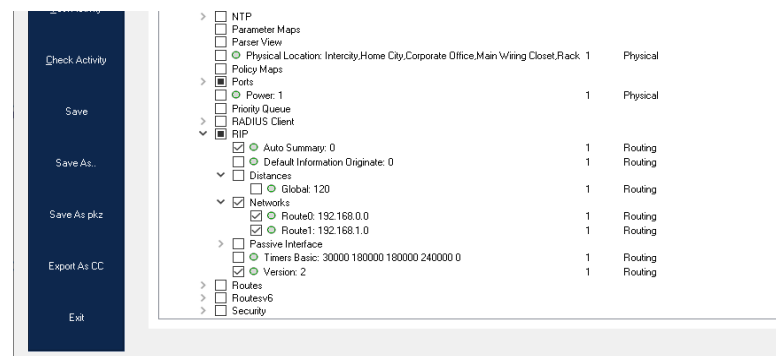 Check Activity
Save
Save As..
Save As pkz
Export As CC
Exit
NTP
Parameter Maps
Parser View
Physical Location: Intercity,Home City,Corporate Office,Main Wiring Closet,Rack 1 Physical
Policy Maps
Ports
Power: 1 1 Physical
Priority Queue
RADIUS Client
RIP
Auto Summary: 0 1 Routing
Default Information Originate: 0 1 Routing
Distances
Global: 120 1 Routing
Networks
Route0: 192.168.0.0 1 Routing
Route1: 192.168.1.0 1 Routing
Passive Interface
Timers Basic: 30000 180000 180000 240000 0 1 Routing
Version: 2 1 Routing
Routes
Routesv6
Security